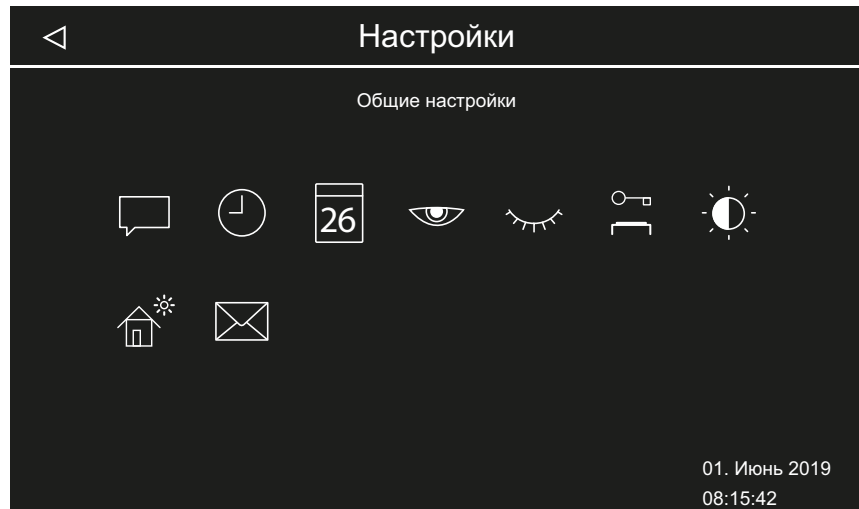 Настройки
Общие настройки
26
01. Июнь 2019
08:15:42